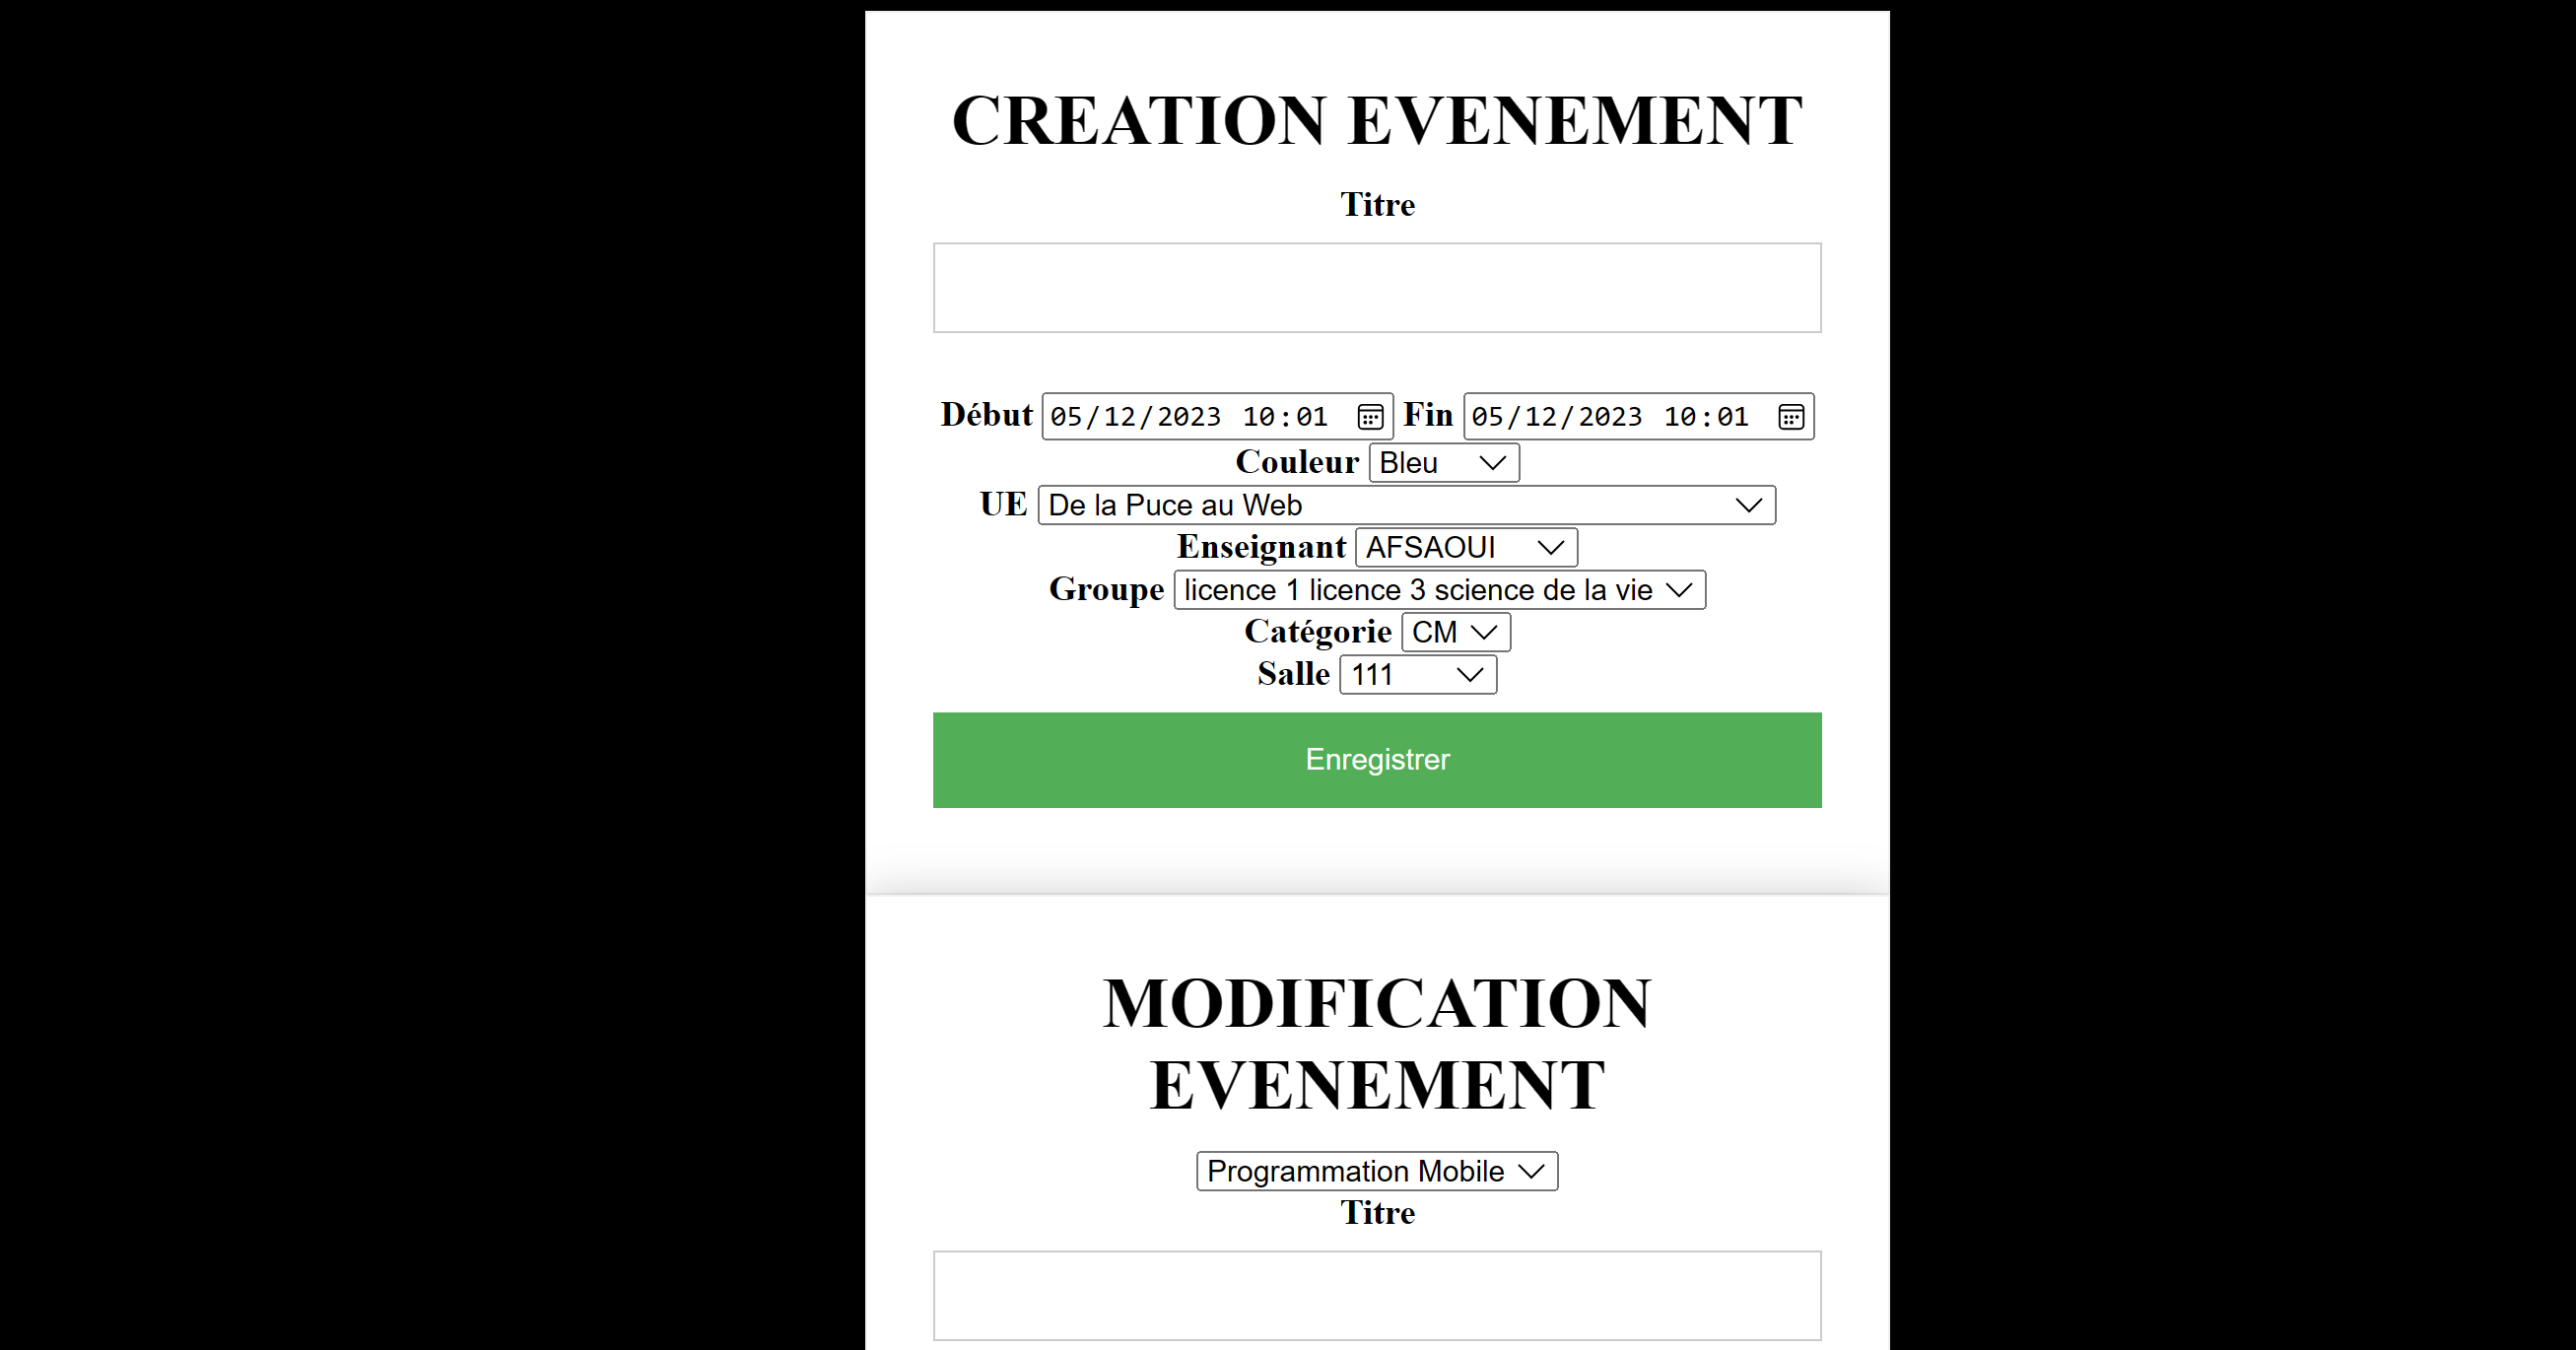 CREATION EVENEMENT
Titre
Début 05/12/2023 10:01 Fin 05/12/2023 10:01
Couleur Bleu
UE De la Puce au Web
Enseignant AFSAOUI
Groupe licence 1 licence 3 science de la vie
Catégorie CM
Salle 111
Enregistrer
MODIFICATION
EVENEMENT
Programmation Mobile
Titre